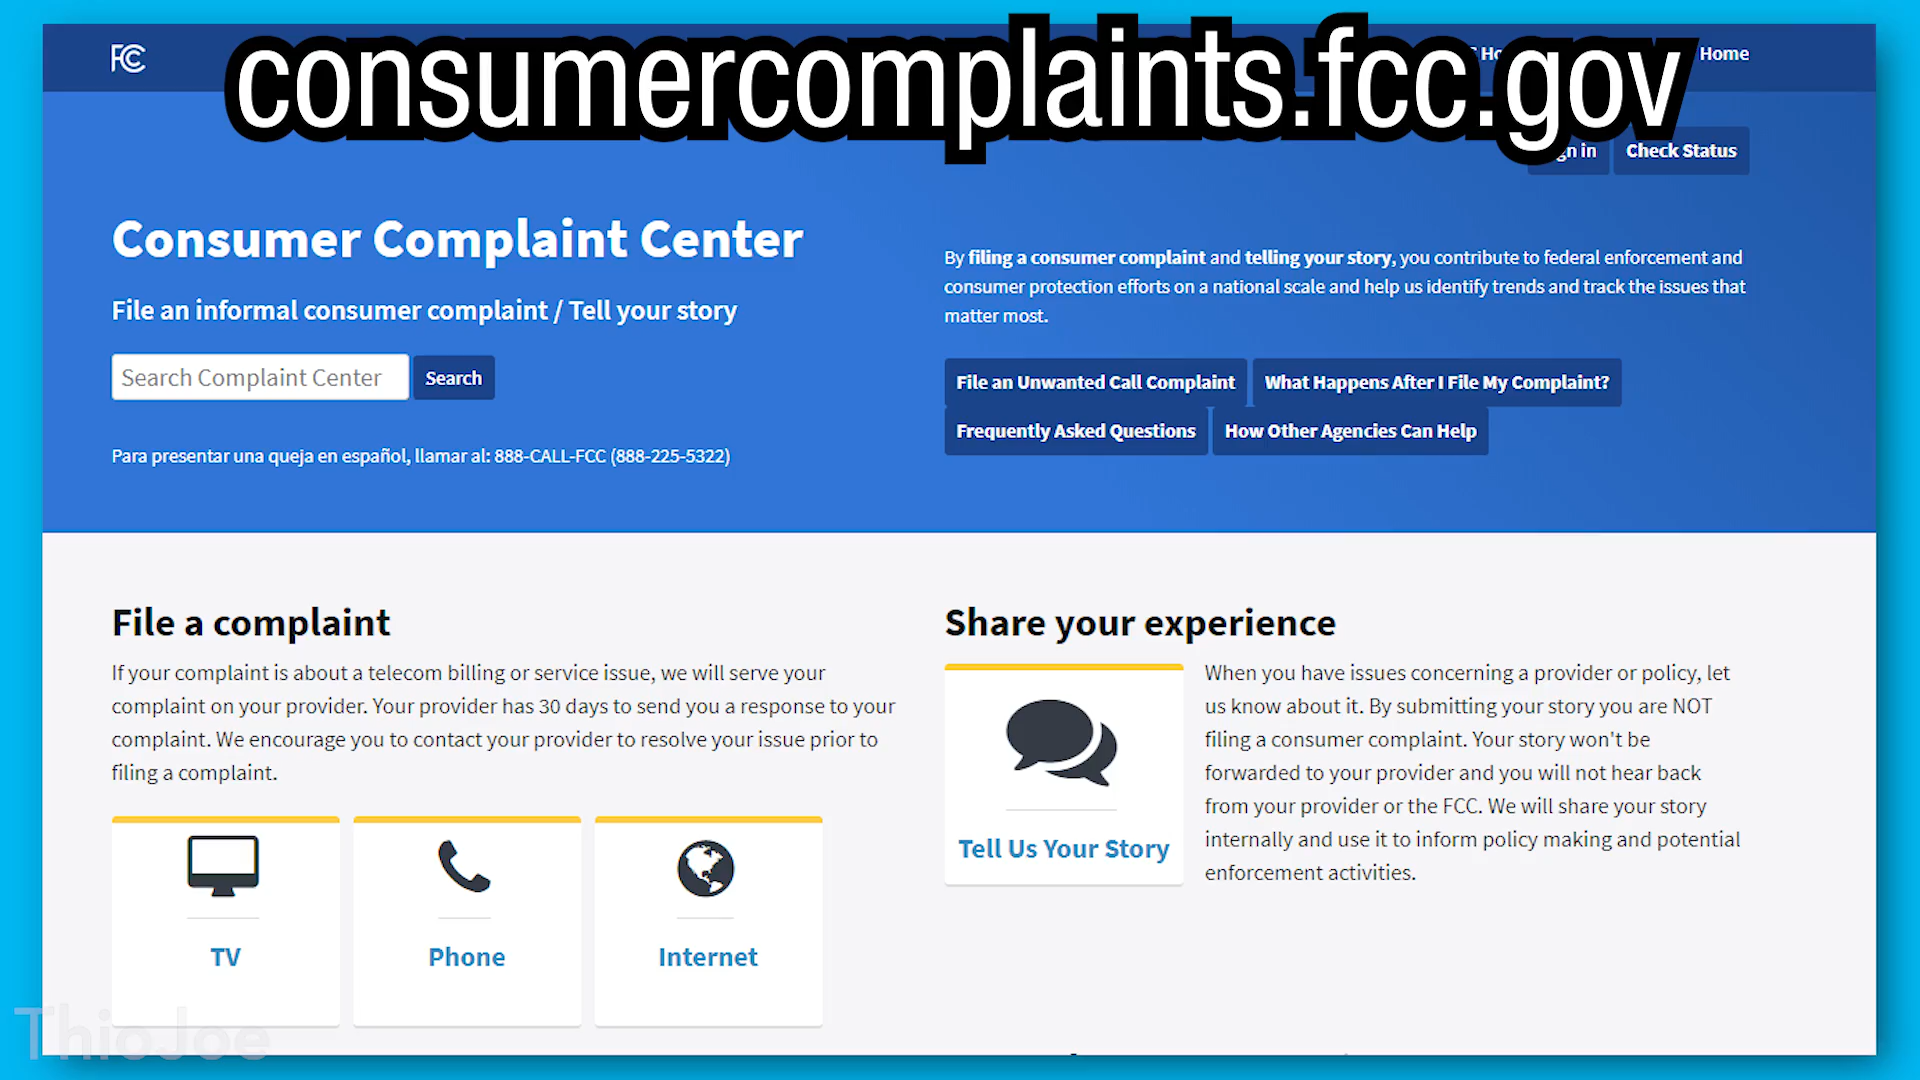 consumercomplaints.fcc.gov
FCC
Home
Check Status
Consumer Complaint Center
File an informal consumer complaint / Tell your story
Search Complaint Center
Search
Para presentar una queja en español, llamar al: 888-CALL-FCC (888-225-5322)
By filing a consumer complaint and telling your story, you contribute to federal enforcement and
consumer protection efforts on a national scale and help us identify trends and track the issues that
matter most.
File an Unwanted Call Complaint
What Happens After I File My Complaint?
Frequently Asked Questions
How Other Agencies Can Help
File a complaint
If your complaint is about a telecom billing or service issue, we will serve your
complaint on your provider. Your provider has 30 days to send you a response to your
complaint. We encourage you to contact your provider to resolve your issue prior to
filing a complaint.
TV
Phone
Internet
Share your experience
Tell Us Your Story
When you have issues concerning a provider or policy, let
us know about it. By submitting your story you are NOT
filing a consumer complaint. Your story won't be
forwarded to your provider and you will not hear back
from your provider or the FCC. We will share your story
internally and use it to inform policy making and potential
enforcement activities.
ThioJoe